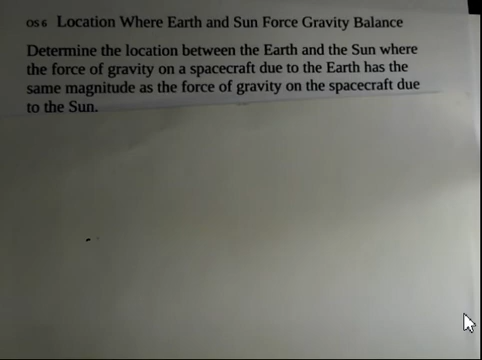 OS 6 Location Where Earth and Sun Force Gravity Balance
Determine the location between the Earth and the Sun where
the force of gravity on a spacecraft due to the Earth has the
same magnitude as the force of gravity on the spacecraft due
to the Sun.